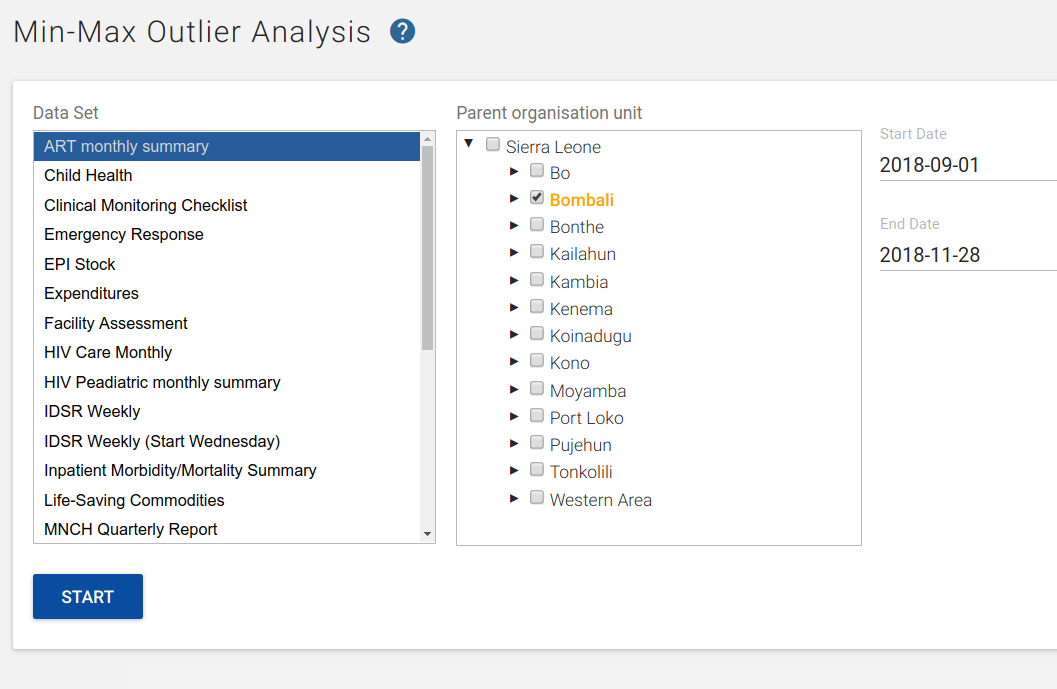 Min-Max Outlier Analysis ?
Data Set
ART monthly summary
Child Health
Clinical Monitoring Checklist
Emergency Response
EPI Stock
Expenditures
Facility Assessment
HIV Care Monthly
HIV Peadiatric monthly summary
IDSR Weekly
IDSR Weekly (Start Wednesday)
Inpatient Morbidity/Mortality Summary
Life-Saving Commodities
MNCH Quarterly Report
Parent organisation unit
Sierra Leone
Bo
Bombali
Bonthe
Kailahun
Kambia
Kenema
Koinadugu
Kono
Moyamba
Port Loko
Pujehun
Tonkolili
Western Area
Start Date
2018-09-01
End Date
2018-11-28
START